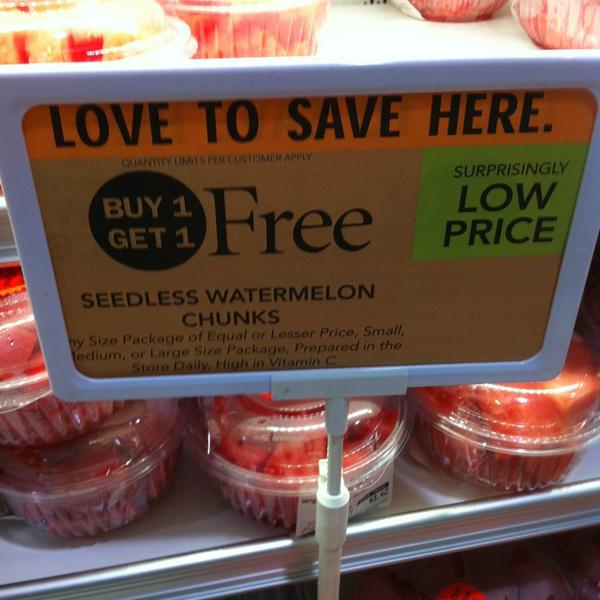 LOVE TO SAVE HERE.
QUANTITY LIMITS PER CUSTOMER APPLY
BUY 1
GET 1
Free
SURPRISINGLY
LOW
PRICE
SEEDLESS WATERMELON
CHUNKS
ny Size Package of Equal or Lesser Price, Small,
Medium, or Large Size Package, Prepared in the
Store Daily, High in Vitamin C